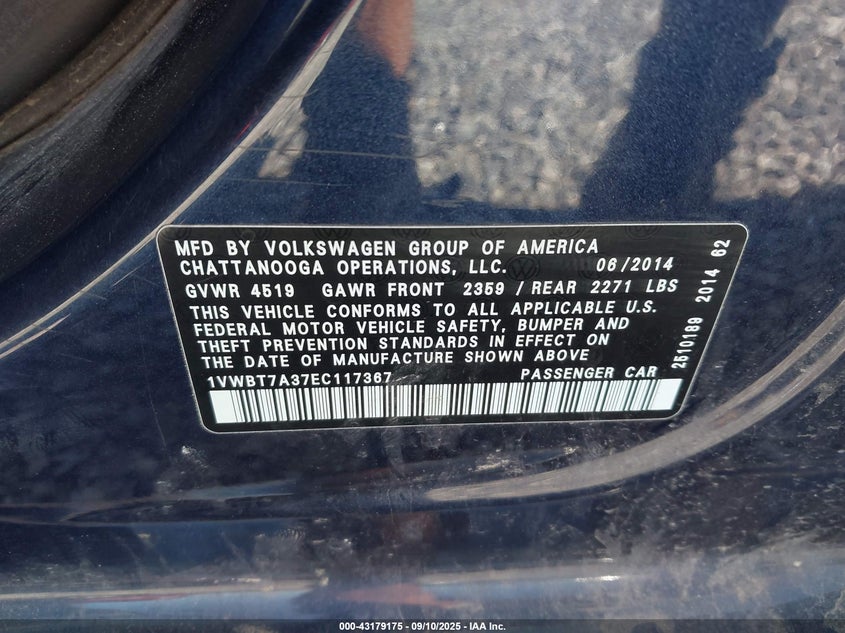 MFD BY VOLKSWAGEN GROUP OF AMERICA
CHATTANOOGA OPERATIONS, LLC. 06/2014
GVWR 4519 GAWR FRONT 2359 / REAR 2271 LBS
THIS VEHICLE CONFORMS TO ALL APPLICABLE U.S.
FEDERAL MOTOR VEHICLE SAFETY, BUMPER AND
THEFT PREVENTION STANDARDS IN EFFECT ON
THE DATE OF MANUFACTURE SHOWN ABOVE
1VWBT7A37EC117367 PASSENGER CAR
2510189 2014 62
000-43179175 - 09/10/2025 - IAA Inc.